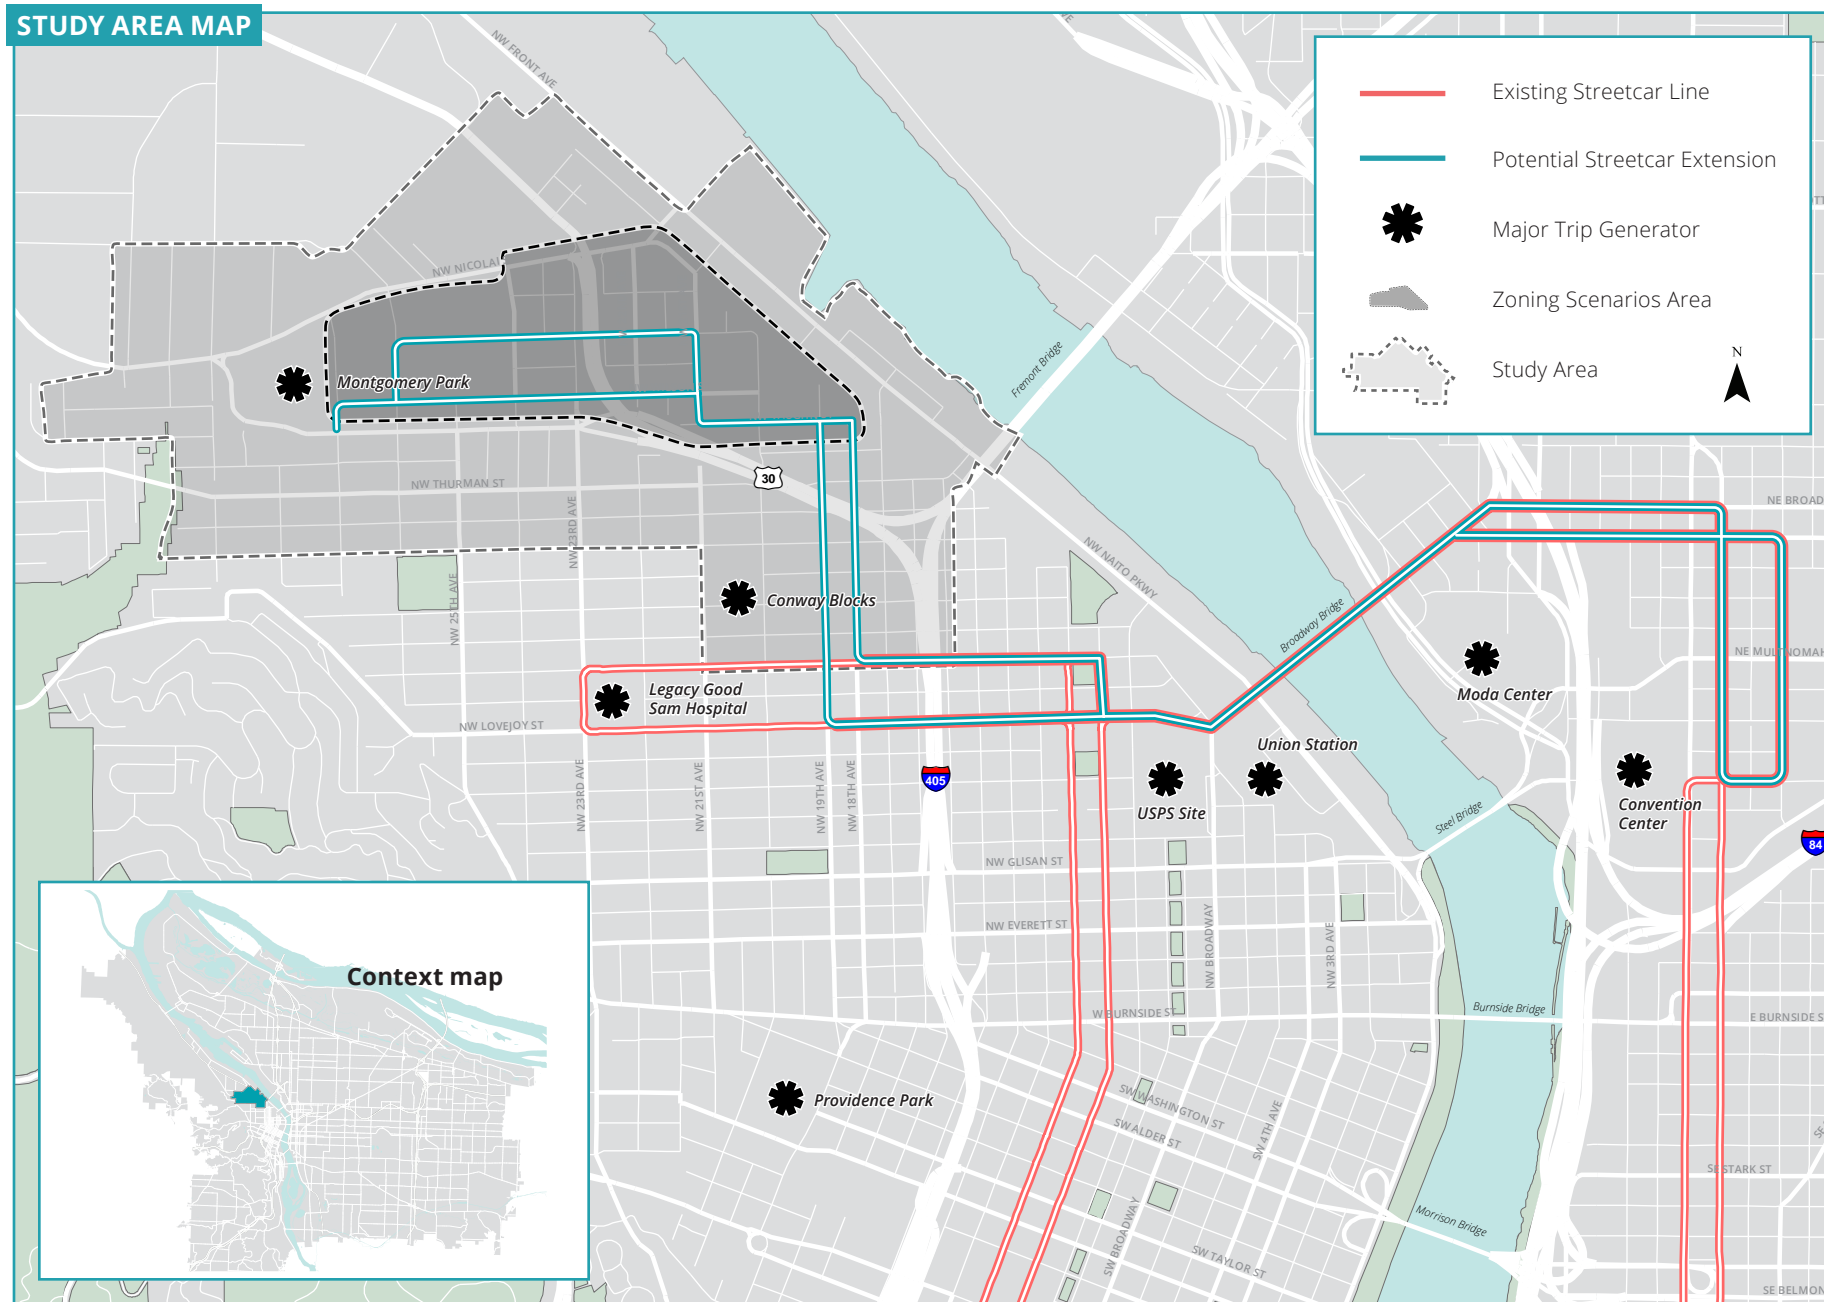 STUDY AREA MAP
Existing Streetcar Line
Potential Streetcar Extension
Major Trip Generator
Zoning Scenarios Area
Study Area
N
NW FRONT AVE
NW NICOLAI
Montgomery Park
Fremont Bridge
30
NW THURMAN ST
NW 23RD AVE
NW 25TH AVE
NE BROAD
NW NAITO PKWY
Conway Blocks
Broadway Bridge
NE MULTNOMAH
Moda Center
Legacy Good
Sam Hospital
NW LOVEJOY ST
Union Station
USPS Site
405
NW 23RD AVE
NW 21ST AVE
NW 19TH AVE
NW 18TH AVE
Convention
Center
Steel Bridge
84
NW GLISAN ST
NW EVERETT ST
NW BROADWAY
NW 3RD AVE
Context map
W BURNSIDE ST
Burnside Bridge
E BURNSIDE S
Providence Park
SW WASHINGTON ST
SW ALDER ST
SW 4TH AVE
SE STARK ST
Morrison Bridge
SW BROADWAY
SW TAYLOR ST
SE BELMON